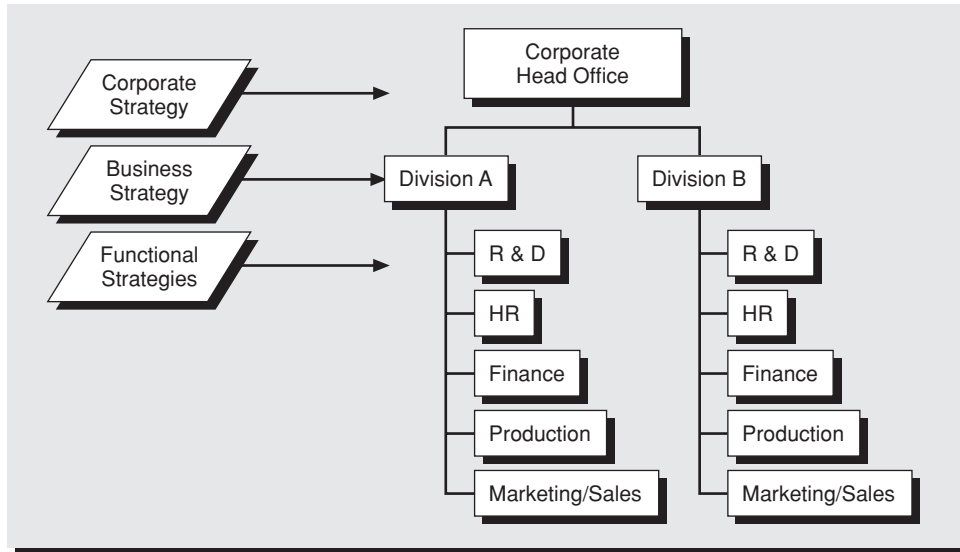 Corporate
Head Office
Corporate
Strategy
Business
Strategy
Division A
Division B
Functional
Strategies
R & D
R & D
HR
HR
Finance
Finance
Production
Production
Marketing/Sales
Marketing/Sales